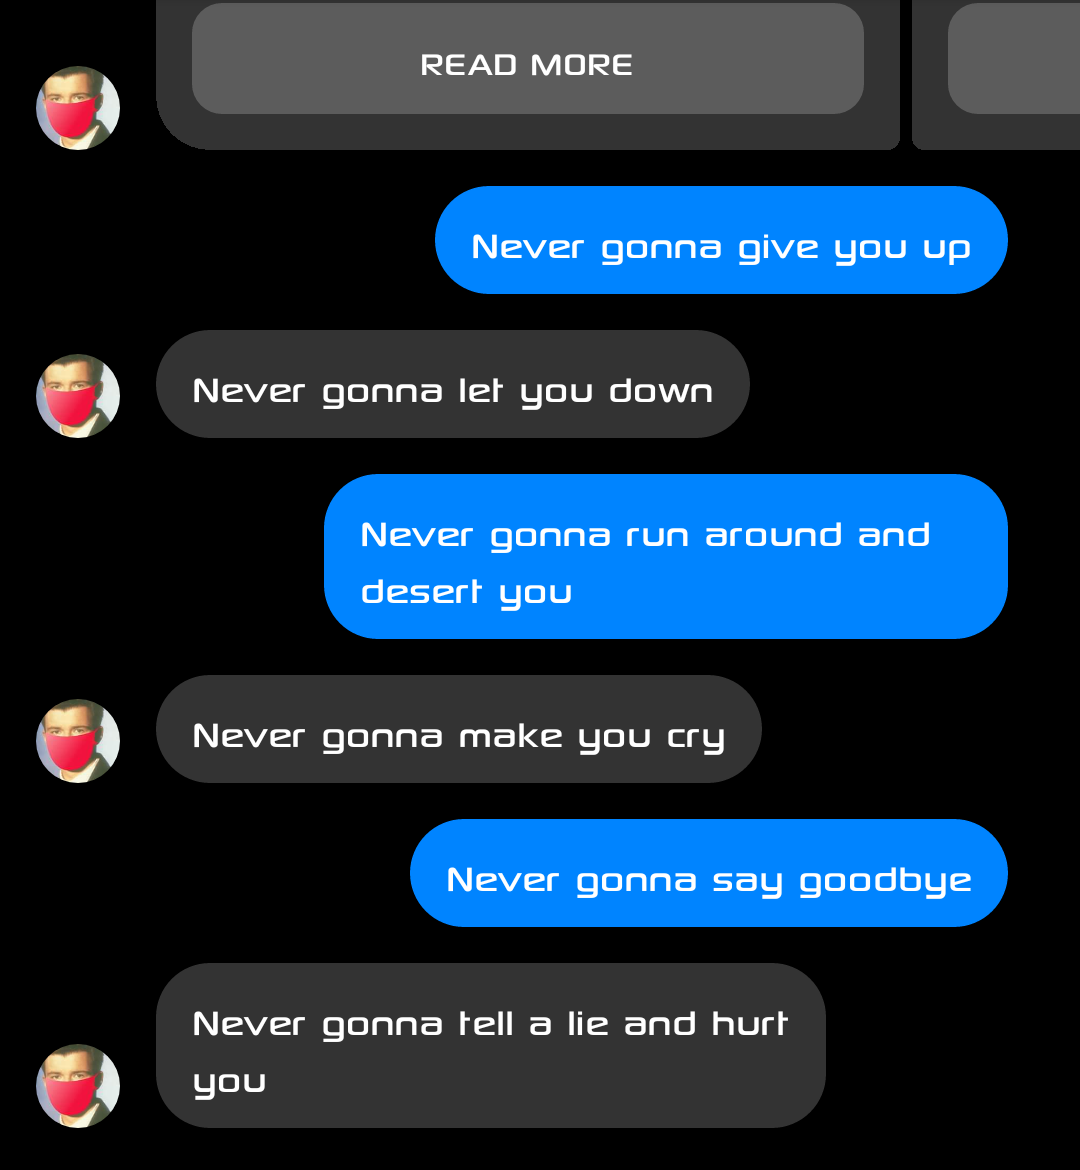 READ MORE
Never gonna give you up
Never gonna let you down
Never gonna run around and
desert you
Never gonna make you cry
Never gonna say goodbye
Never gonna tell a lie and hurt
you